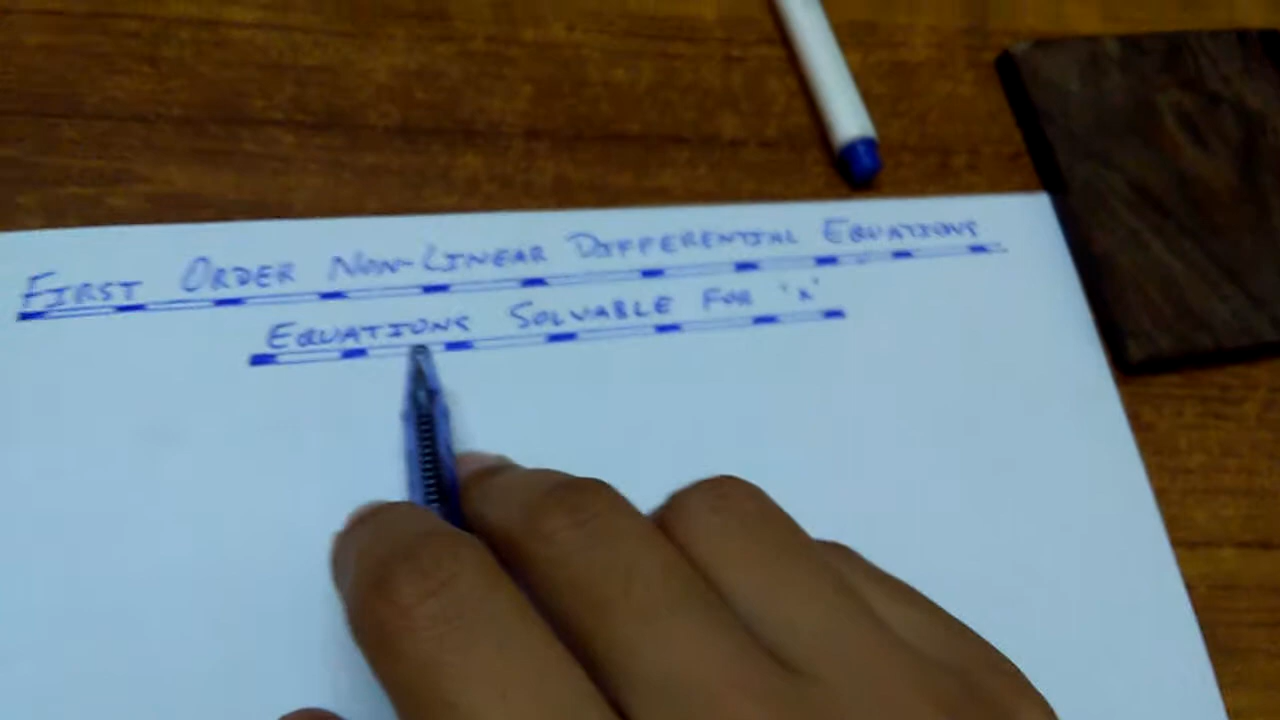 FIRST ORDER NON-LINEAR DIFFERENTIAL EQUATIONS
EQUATIONS SOLVABLE FOR 'x'